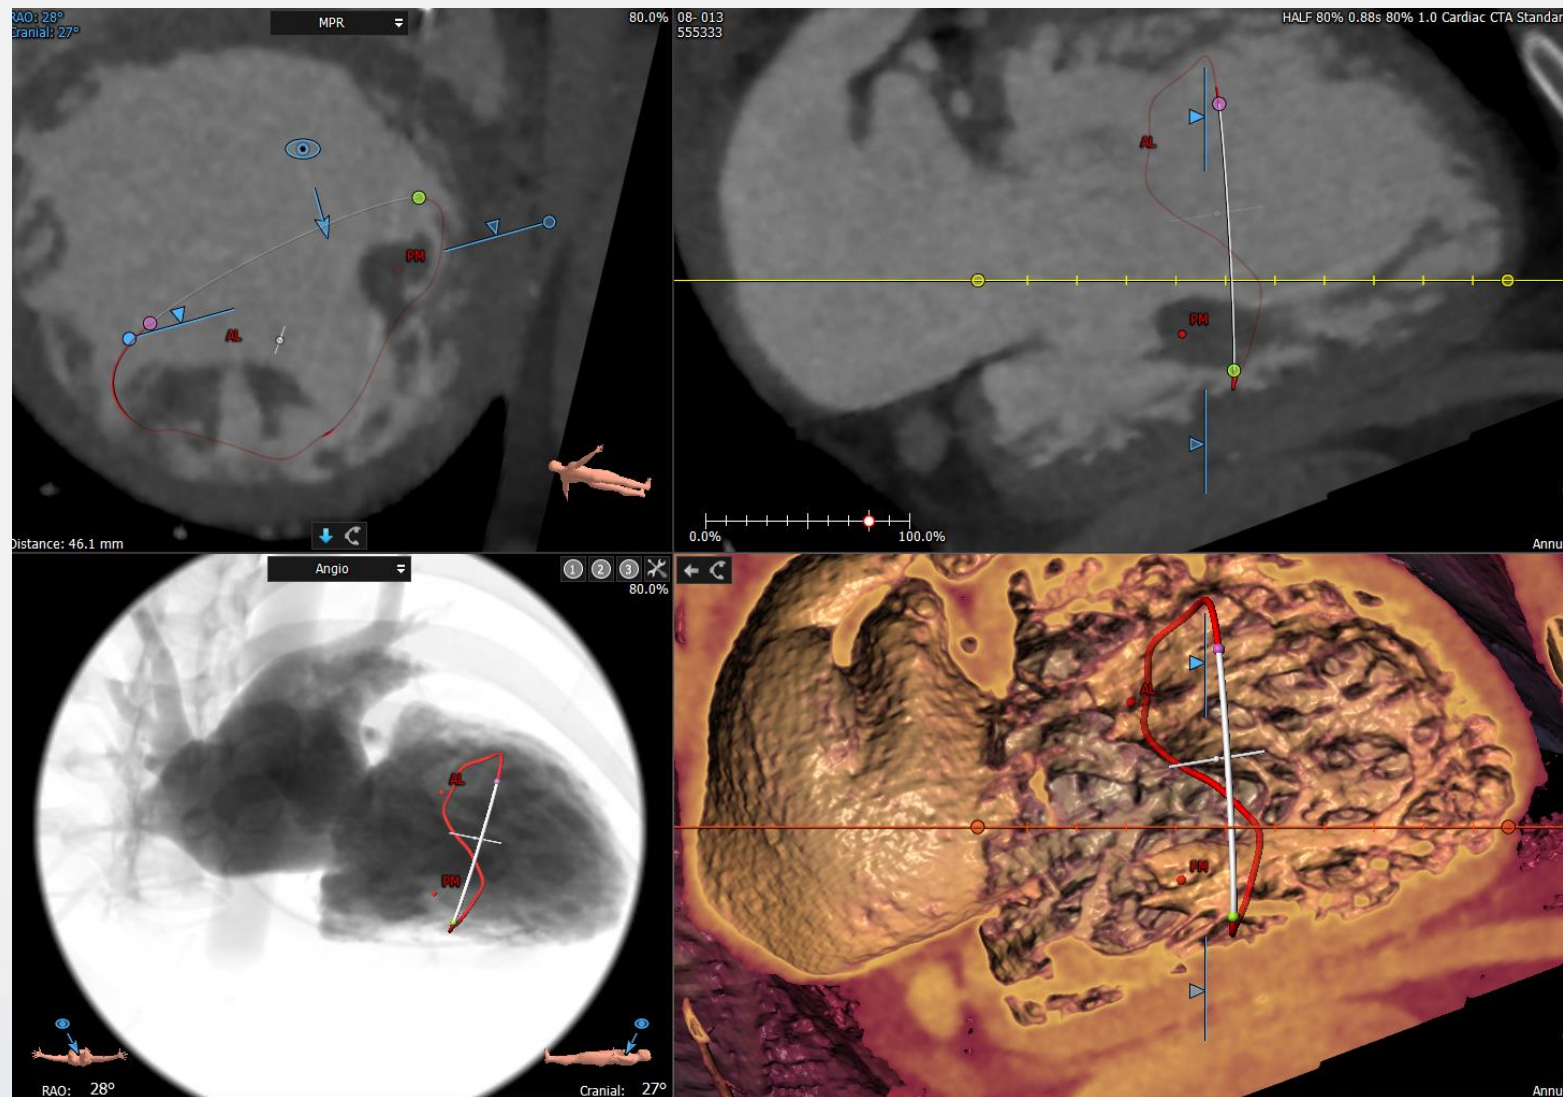 RAO: 28°
Cranial: 27°
MPR
80.0%
PM
AL
Distance: 46.1 mm
08- 013
555333
HALF 80% 0.88s 80% 1.0 Cardiac CTA Standar
AL
PM
0.0%
100.0%
Annu
Angio
1 2 3
80.0%
AL
PM
RAO: 28°
Cranial: 27°
AL
PM
Annu